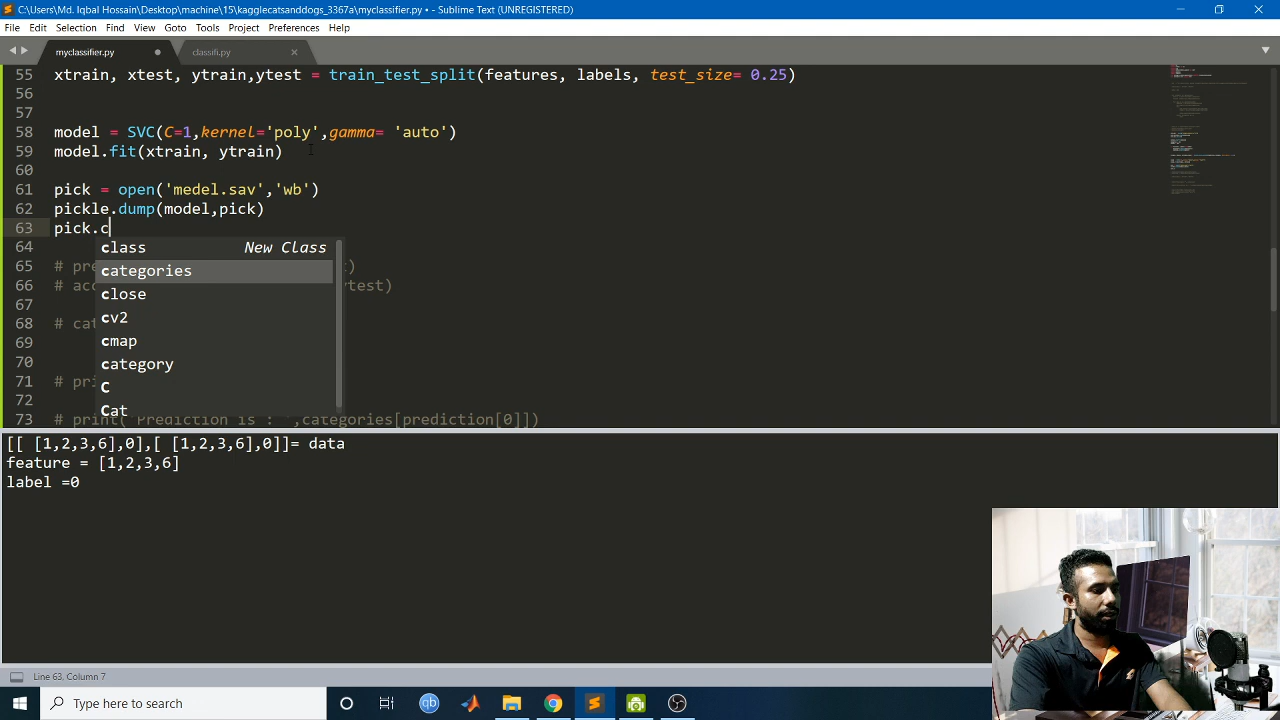 C:\Users\Md. Iqbal Hossain\Desktop\machine\15\kagglecatsanddogs_3367a\myclassifier.py • - Sublime Text (UNREGISTERED)
File Edit Selection Find View Goto Tools Project Preferences Help
myclassifier.py classifi.py
55 xtrain, xtest, ytrain,ytest = train_test_split(features, labels, test_size= 0.25)
56
57
58 model = SVC(C=1,kernel='poly',gamma= 'auto')
59 model.fit(xtrain, ytrain)
60
61 pick = open('medel.sav','wb')
62 pickle.dump(model,pick)
63 pick.c
64 class New Class
65 # pre t)
categories
66 # acc ytest)
67 close
68 # cat cv2
69 cmap
70 category
71 # pri
72 C
73 # print('Prediction is : ',categories[prediction[0]])
Cat
[[ [1,2,3,6],0],[ [1,2,3,6],0]]= data
feature = [1,2,3,6]
label =0
Line 63, Column 7
Type here to search
qb